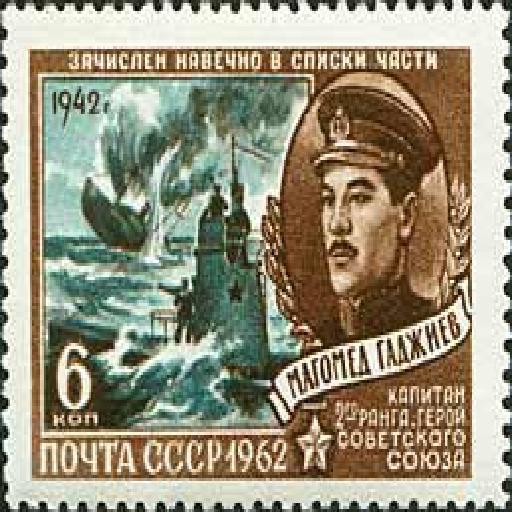 ЗАЧИСЛЕН НАВЕЧНО В СПИСКИ ЧАСТИ
1942г.
МАГОМЕД ГАДЖИЕВ
6
КОП
КАПИТАН
2го РАНГА. ГЕРОЙ
СОВЕТСКОГО
СОЮЗА
ПОЧТА СССР 1962